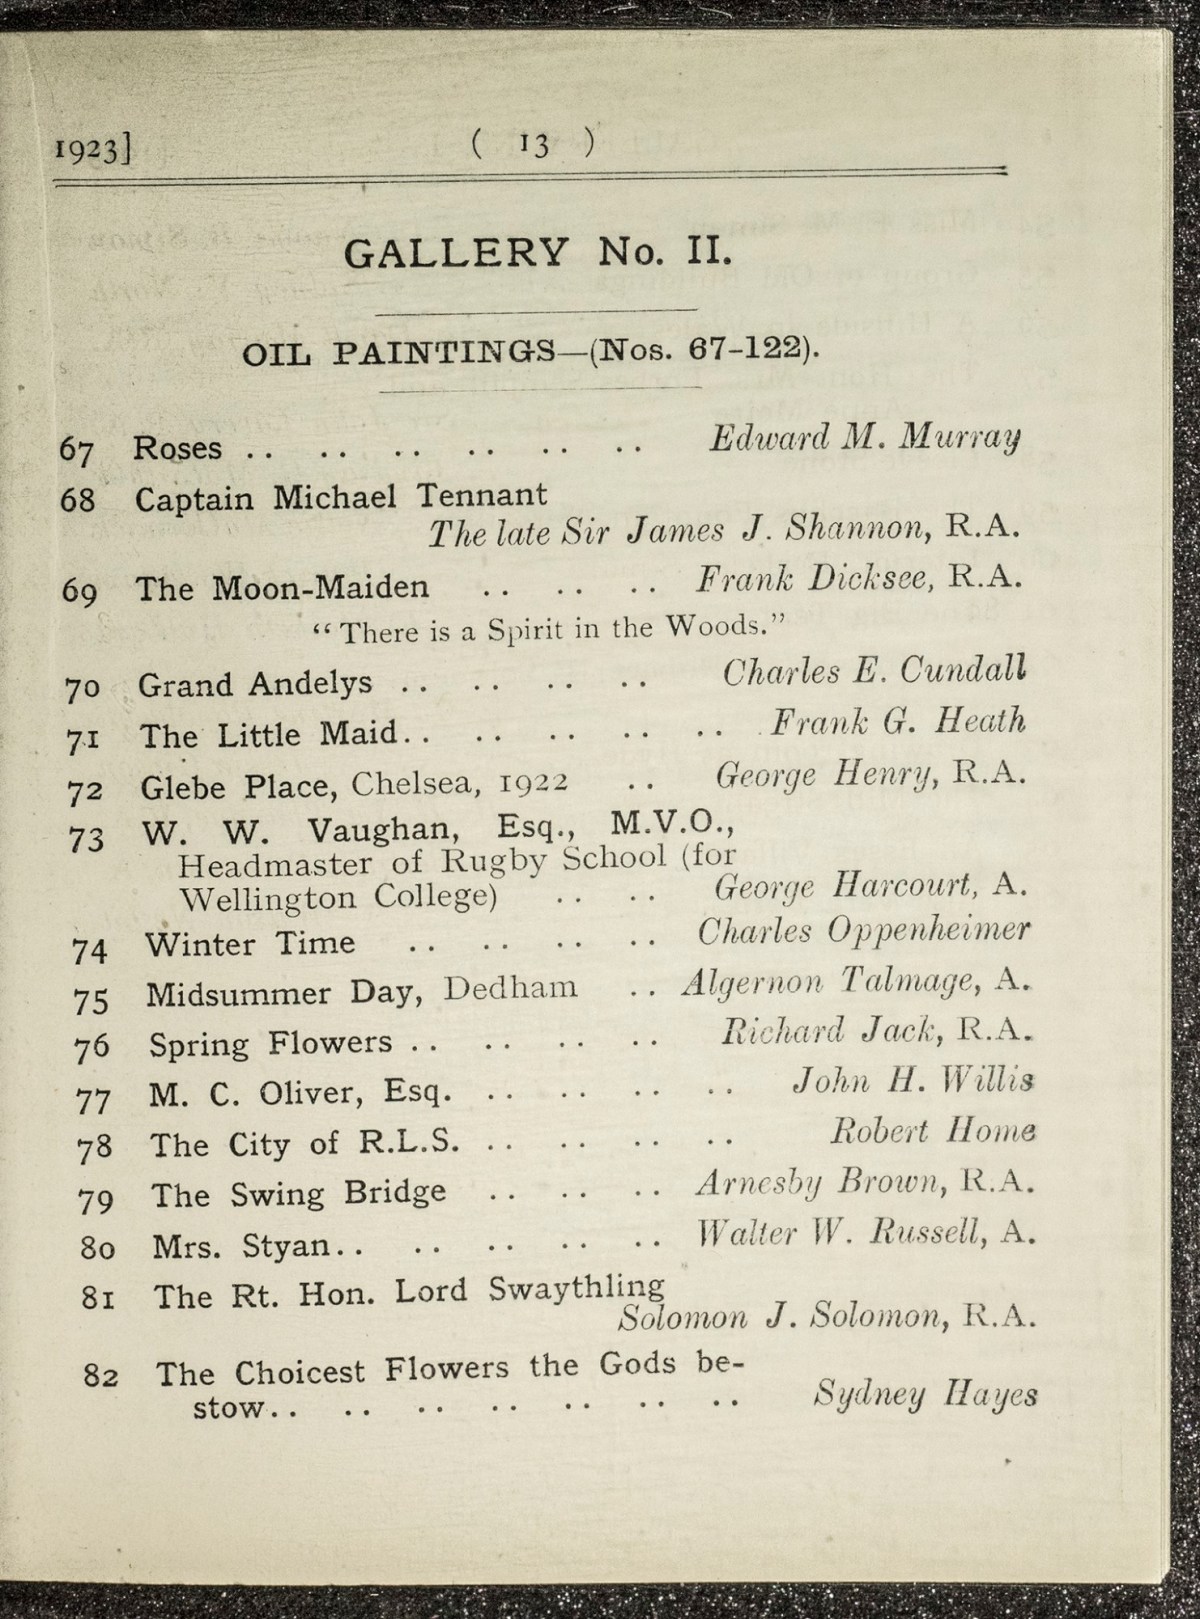 1923]	( 13 )
GALLERY No. II.
OIL PAINTINGS—(Nos. 67-122).
67 Roses .. .. .. .. .. .. Edward M. Murray
68 Captain Michael Tennant
The late Sir James J. Shannon, R.A.
69 The Moon-Maiden .. .. .. Frank Dicksee, R.A.
“There is a Spirit in the Woods.”
70 Grand Andelys .. .. .. .. Charles E. Cundall
71 The Little Maid.. .. .. .. .. Frank G. Heath
72 Glebe Place, Chelsea, 1922 .. George Henry, R.A.
73 W. W. Vaughan, Esq., M.V.O.,
Headmaster of Rugby School (for
Wellington College) .. .. George Harcourt, A.
74 Winter Time .. .. .. .. Charles Oppenheimer
75 Midsummer Day, Dedham .. Algernon Talmage, A.
76 Spring Flowers .. .. .. .. Richard Jack, R.A.
77 M. C. Oliver, Esq. .. .. .. .. John H. Willis
78 The City of R.L.S. .. .. .. .. Robert Home
79 The Swing Bridge .. .. .. Arnesby Brown, R.A.
80 Mrs. Styan.. .. .. .. .. Walter W. Russell, A.
81 The Rt. Hon. Lord Swaythling
Solomon J. Solomon, R.A.
82 The Choicest Flowers the Gods be-
stow.. .. .. .. .. .. .. Sydney Hayes